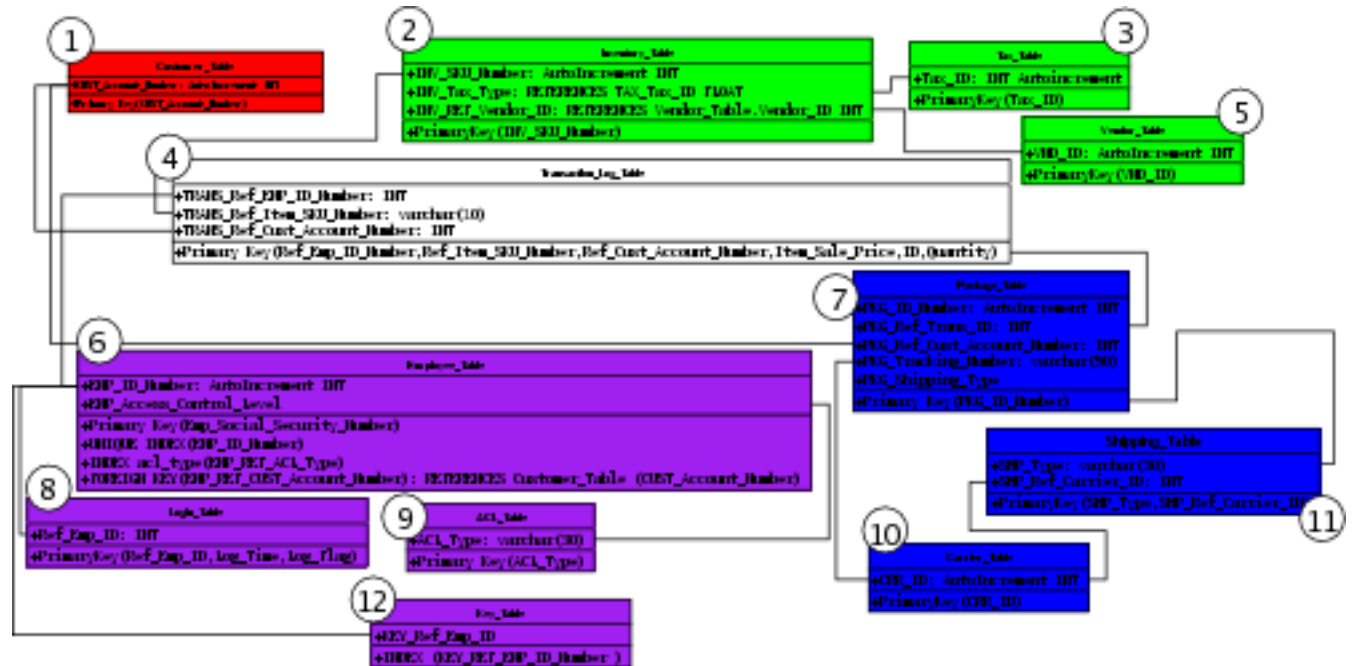 1
Customer_Table
+CUST_Account_Number: AutoIncrement INT
+Primary Key(CUST_Account_Number)
2
Inventory_Table
+INV_SKU_Number: AutoIncrement INT
+INV_Tax_Type: REFERENCES TAX_Tax_ID FLOAT
+INV_REF_Vendor_ID: REFERENCES Vendor_Table.Vendor_ID INT
+PrimaryKey(INV_SKU_Number)
3
Tax_Table
+Tax_ID: INT Autoincrement
+PrimaryKey(Tax_ID)
5
Vendor_Table
+VND_ID: AutoIncrement INT
+PrimaryKey(VND_ID)
4
Transaction_Log_Table
+TRANS_Ref_EMP_ID_Number: INT
+TRANS_Ref_Item_SKU_Number: varchar(10)
+TRANS_Ref_Cust_Account_Number: INT
+Primary Key(Ref_Emp_ID_Number,Ref_Item_SKU_Number,Ref_Cust_Account_Number,Item_Sale_Price,ID,Quantity)
7
Package_Table
+PKG_ID_Number: AutoIncrement INT
+PKG_Ref_Trans_ID: INT
+PKG_Ref_Cust_Account_Number: INT
+PKG_Tracking_Number: varchar(50)
+PKG_Shipping_Type
+Primary Key(PKG_ID_Number)
6
Employee_Table
+EMP_ID_Number: AutoIncrement INT
+EMP_Access_Control_Level
+Primary Key(Emp_Social_Security_Number)
+UNIQUE INDEX(EMP_ID_Number)
+INDEX acl_type(EMP_REF_ACL_Type)
+FOREIGN KEY(EMP_REF_CUST_Account_Number): REFERENCES Customer_Table (CUST_Account_Number)
11
Shipping_Table
+SHP_Type: varchar(30)
+SHP_Ref_Carrier_ID: INT
+PrimaryKey(SHP_Type,SHP_Ref_Carrier_ID
8
Login_Table
+Ref_Emp_ID: INT
+PrimaryKey(Ref_Emp_ID,Log_Time,Log_Flag)
9
ACL_Table
+ACL_Type: varchar(30)
+Primary Key(ACL_Type)
10
Carrier_Table
+CRR_ID: AutoIncrement INT
+PrimaryKey(CRR_ID)
12
Key_Table
+KEY_Ref_Emp_ID
+INDEX (KEY_REF_EMP_ID_Number )